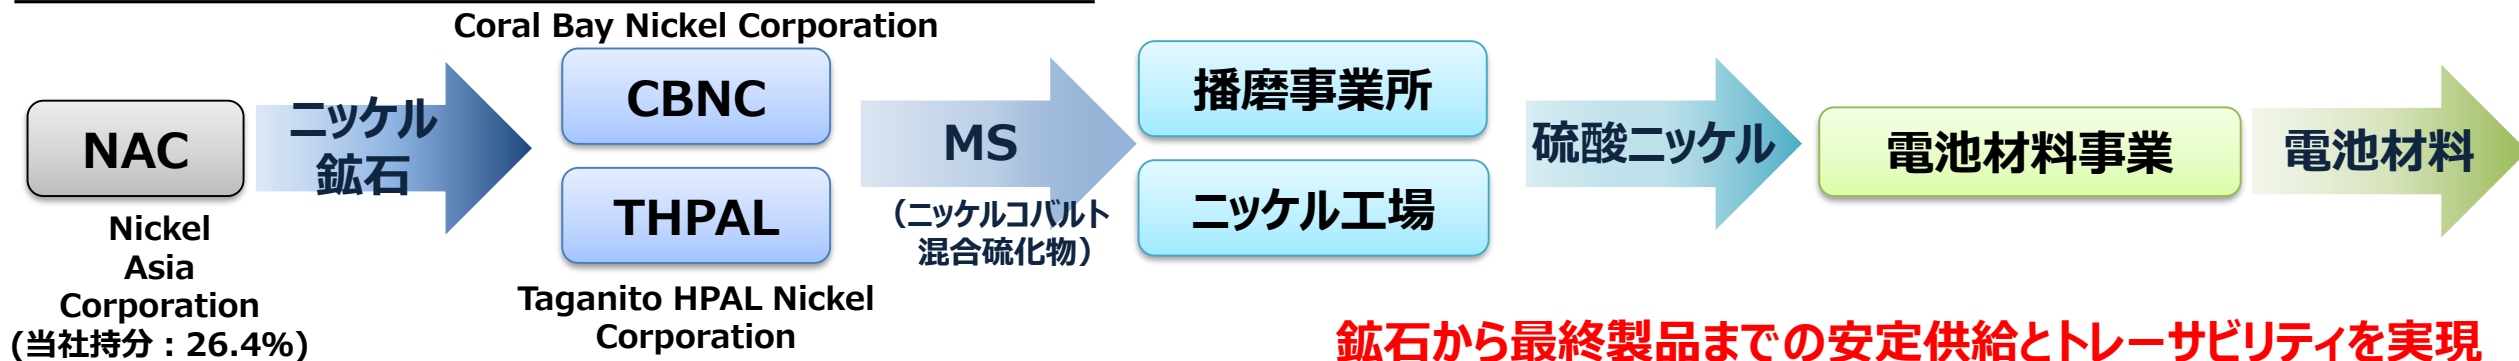 Coral Bay Nickel Corporation
NAC
Nickel
Asia
Corporation
(当社持分：26.4%)
ニッケル
鉱石
CBNC
THPAL
Taganito HPAL Nickel
Corporation
MS
（ニッケルコバルト
混合硫化物）
播磨事業所
ニッケル工場
硫酸ニッケル
電池材料事業
電池材料
鉱石から最終製品までの安定供給とトレーサビリティを実現